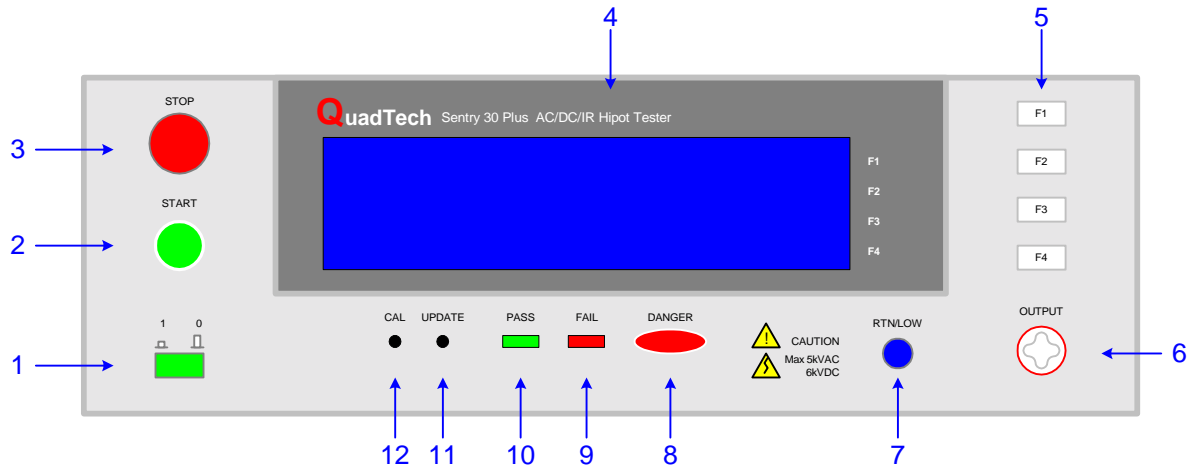 4
5
STOP
QuadTech Sentry 30 Plus AC/DC/IR Hipot Tester
F1
3
F1
F2
F2
START
F3
F3
2
F4
F4
1 0
CAL UPDATE PASS FAIL DANGER
RTN/LOW
OUTPUT
CAUTION
Max 5kVAC
6kVDC
1
6
12 11 10 9 8 7